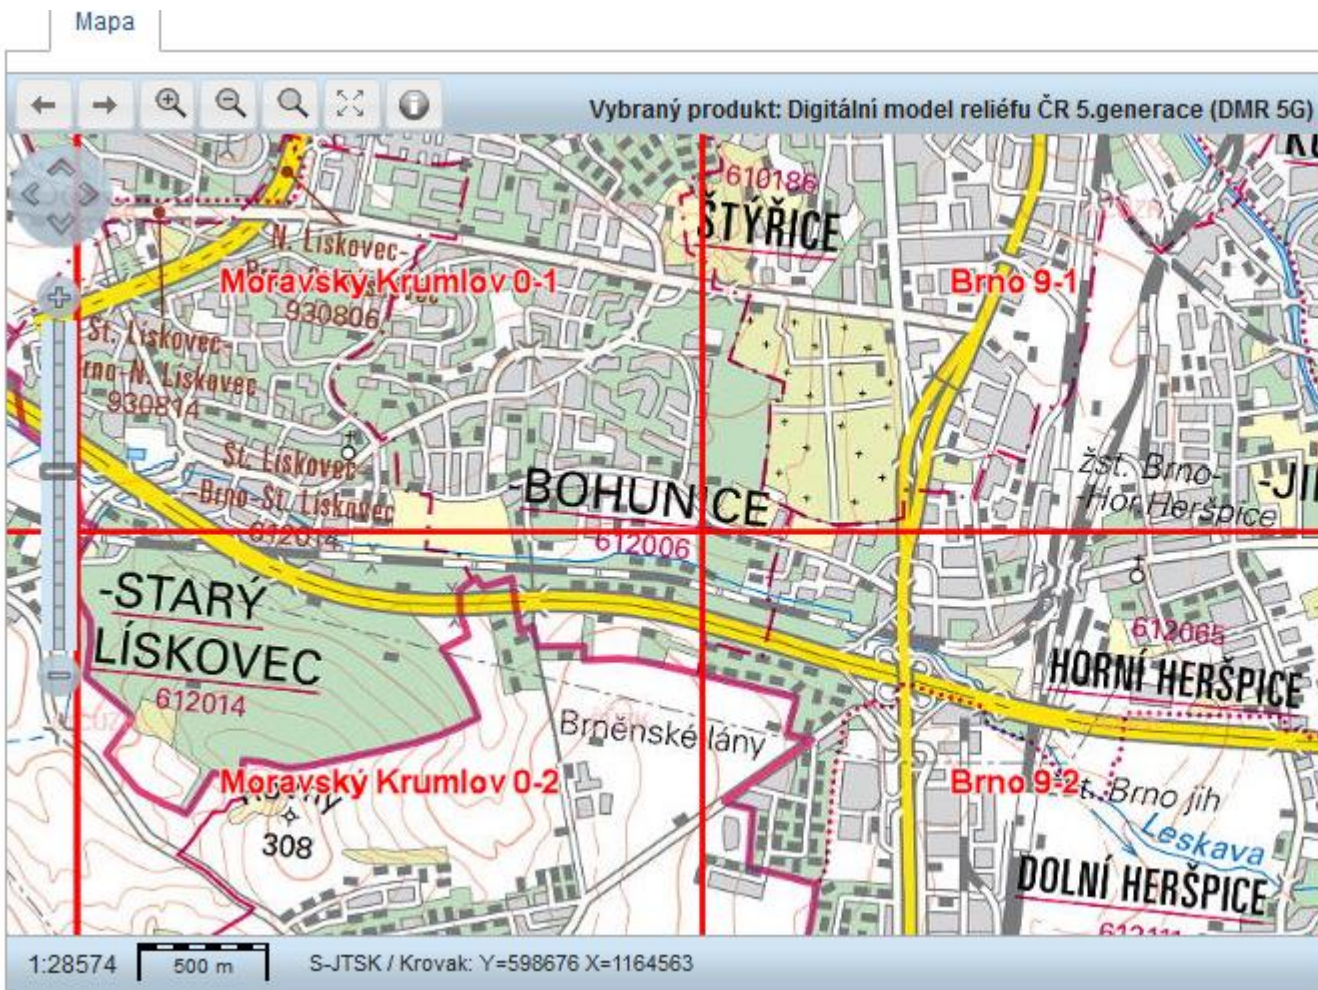 Mapa
Vybraný produkt: Digitální model reliéfu ČR 5.generace (DMR 5G)
610186
ŠTÝŘICE
N. Lískovec-
Moravský Krumlov 0-1
Brno 9-1
930806
St. Lískovec-
rno-N. Lískovec
930814
St. Lískovec-
-Brno-St. Lískovec
612014
-BOHUNICE
612006
žst. Brno-
-Hor. Heršpice
-JI
-STARÝ
LÍSKOVEC
612014
612065
HORNÍ HERŠPICE
Brněnské lány
Moravský Krumlov 0-2
Brno 9-2
Brno jih
308
Leskava
DOLNÍ HERŠPICE
1:28574
500 m
S-JTSK / Krovak: Y=598676 X=1164563